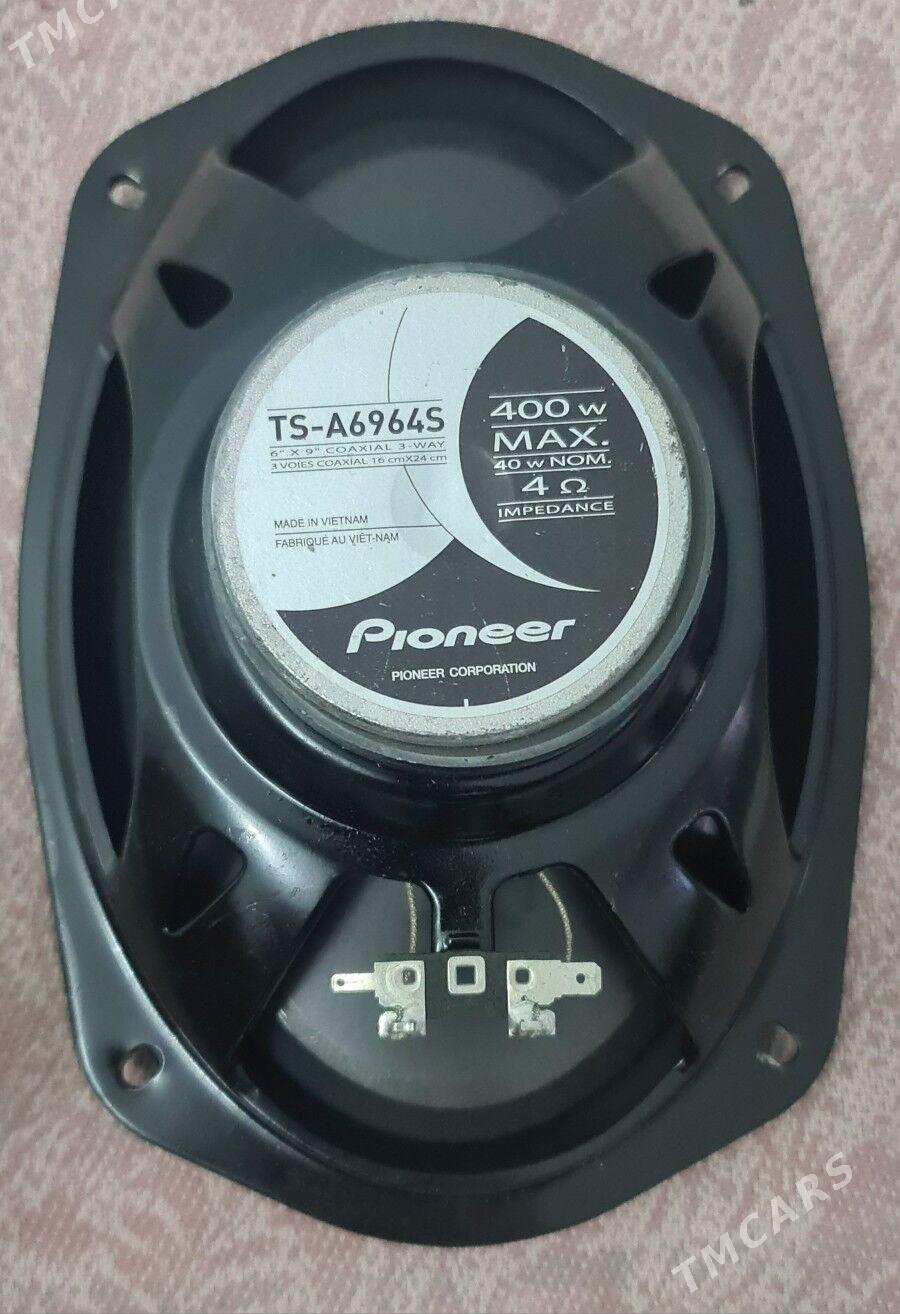 TMCARS
TS-A6964S
6" X 9" COAXIAL 3-WAY
3 VOIES COAXIAL 16 cmX24 cm
MADE IN VIETNAM
FABRIQUÉ AU VIÊT-NAM
400 W
MAX.
40 W NOM.
4 Ω
IMPEDANCE
Pioneer
PIONEER CORPORATION
TMCARS